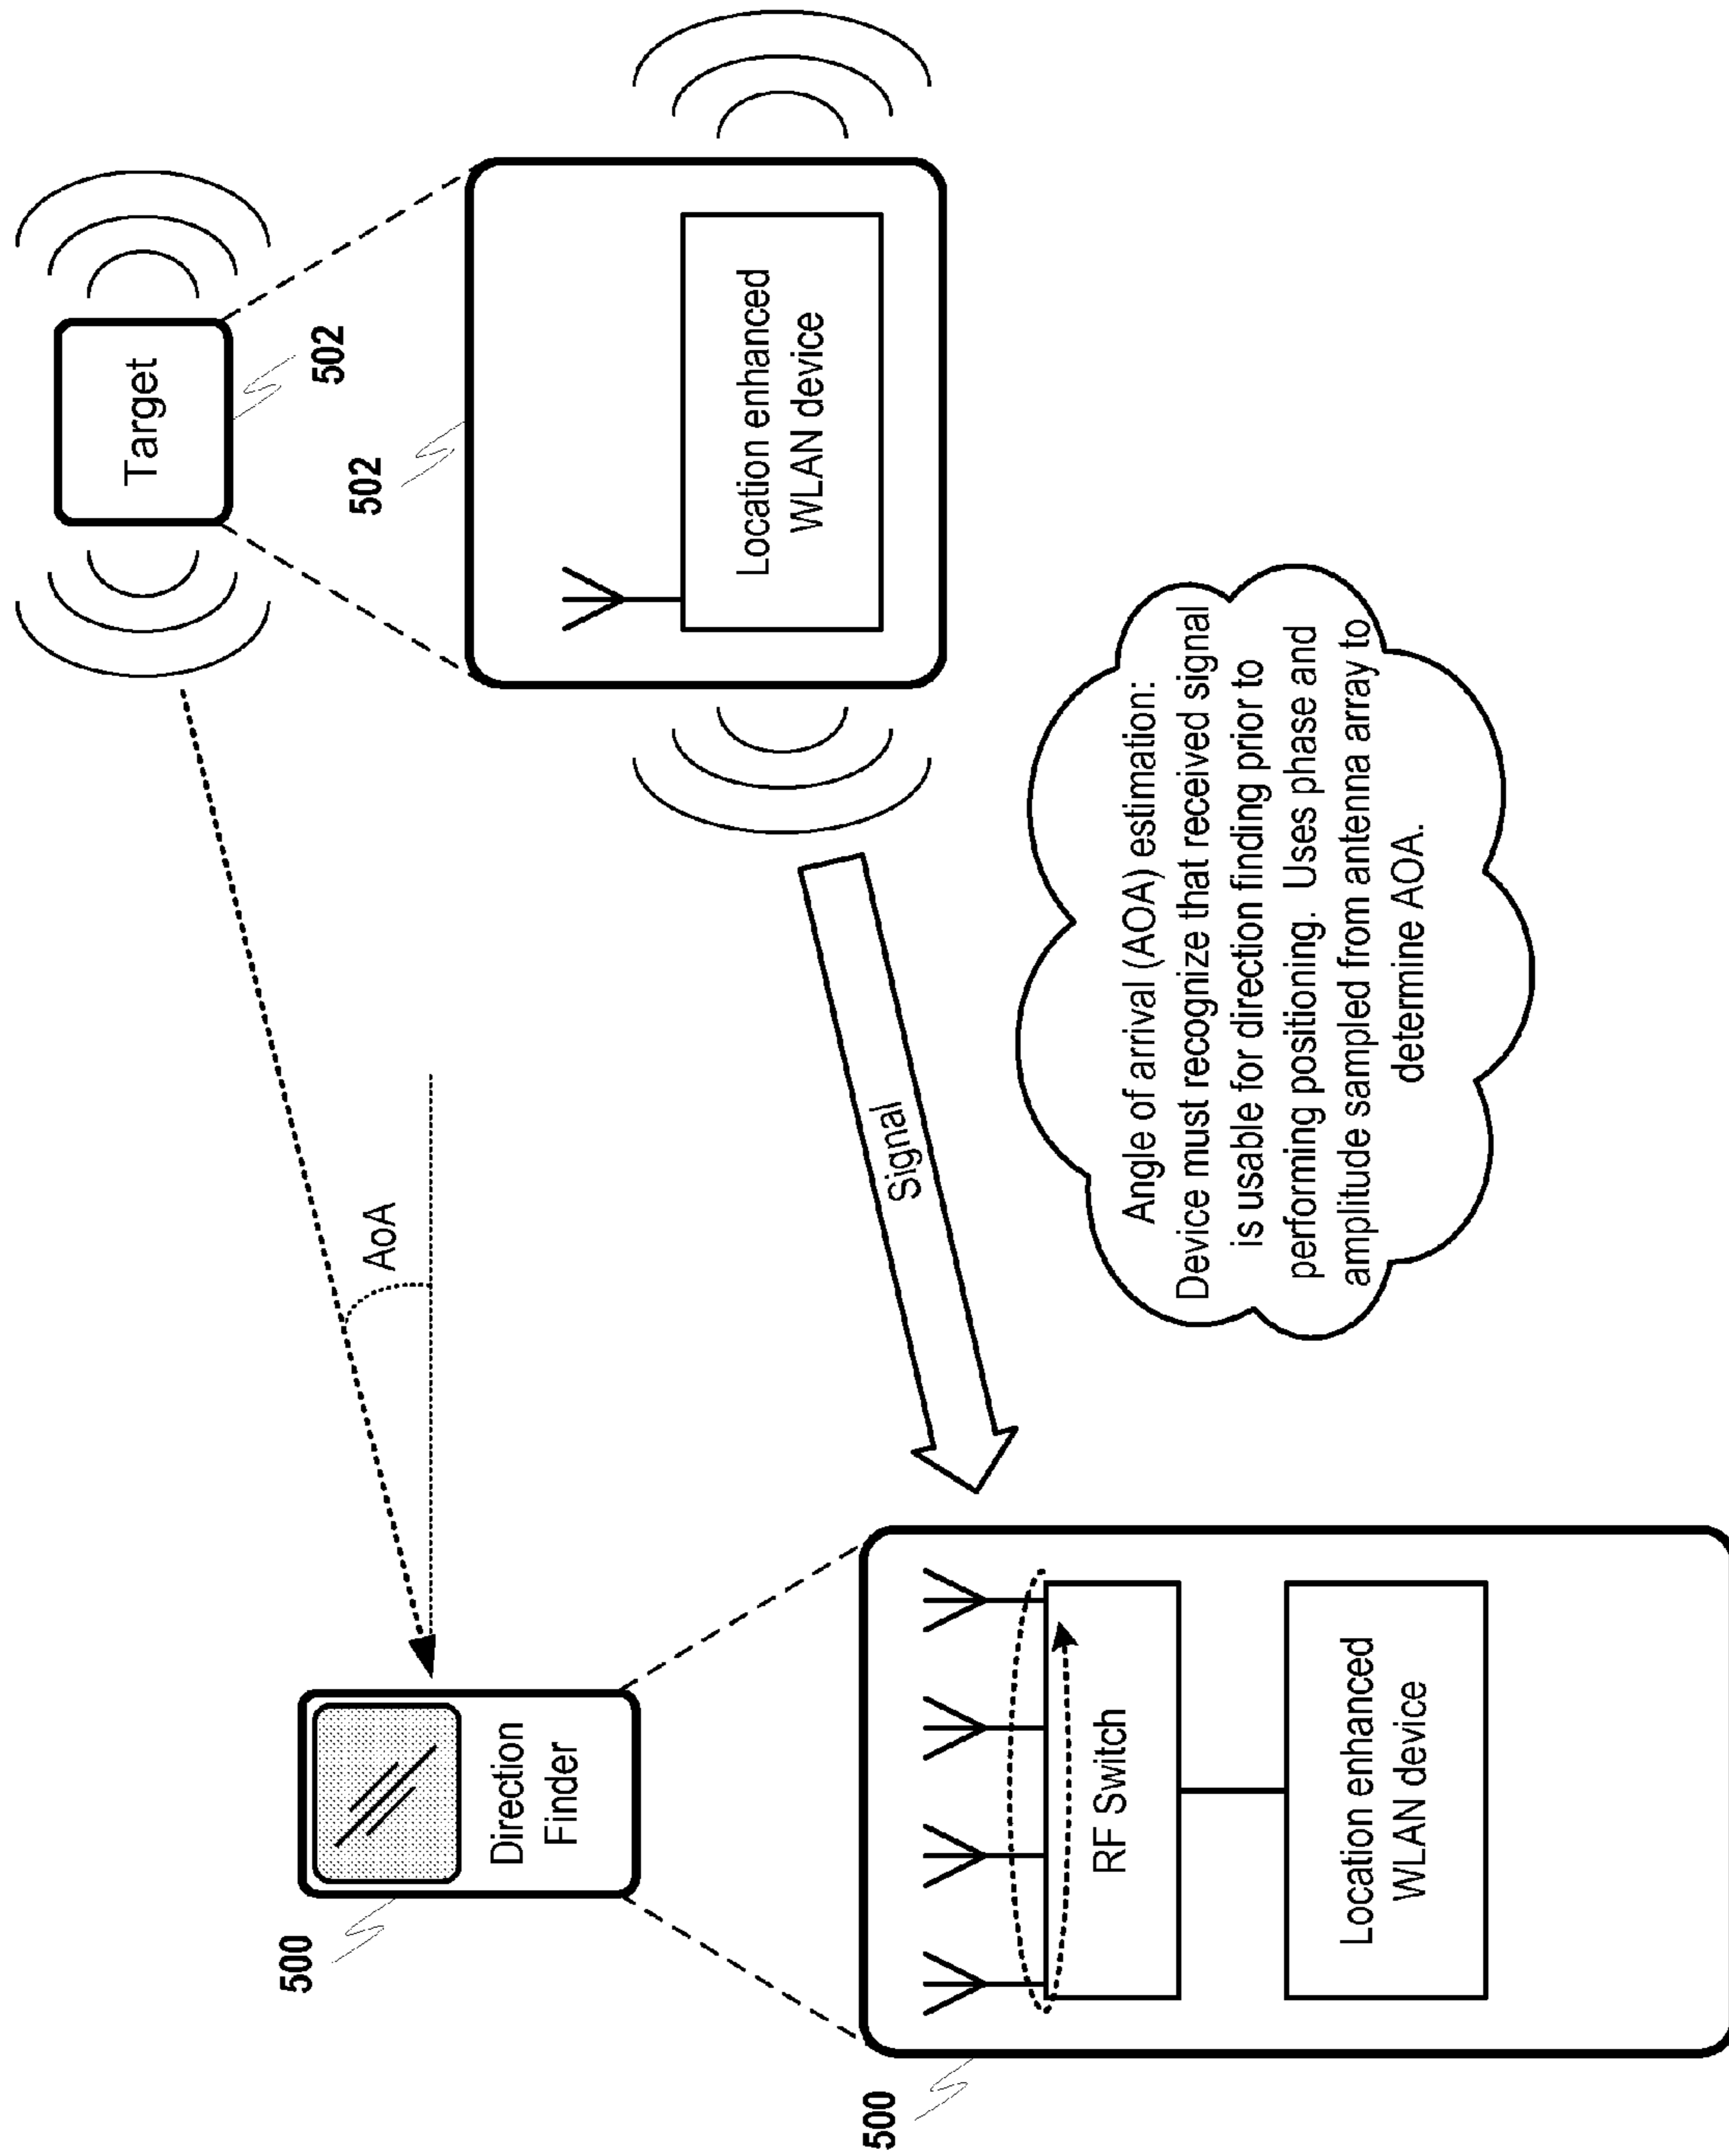 500
Direction
Finder
AoA
Target
502
500
RF Switch
Location enhanced
WLAN device
Signal
502
Location enhanced
WLAN device
Angle of arrival (AOA) estimation:
Device must recognize that received signal
is usable for direction finding prior to
performing positioning. Uses phase and
amplitude sampled from antenna array to
determine AOA.